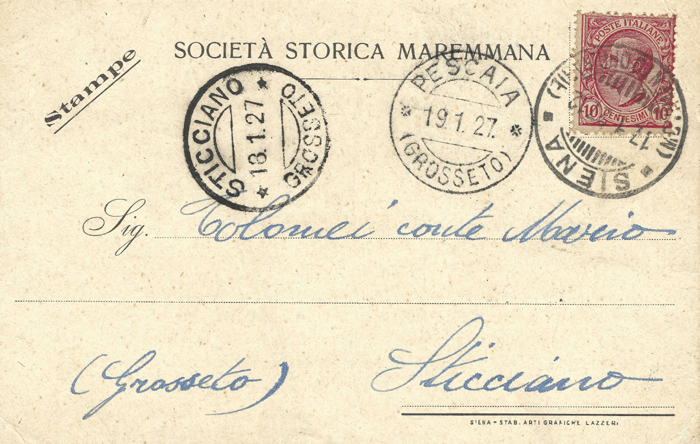 Stampe
SOCIETÀ STORICA MAREMMANA
POSTE ITALIANE
10 10
CENTESIMI
STICCIANO
18.1.27
GROSSETO
PESCAIA
19.1.27.
(GROSSETO)
SIENA
Sig. Tolomei conte Mario
(Grosseto) Sticciano
SIENA - STAB. ARTI GRAFICHE LAZZERI